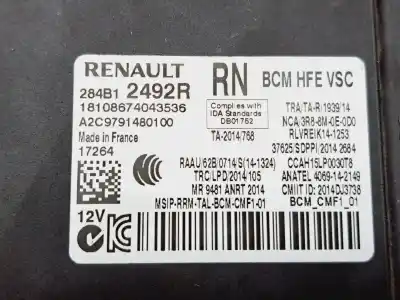 RENAULT RN BCM HFE VSC
284B1 2492R
18108674043536
A2C9791480100
Made in France
17264
Complies with
IDA Standards
DB01752
TA-2014/768
TRA/TA-R/1939/14
NCA 3R8-8M-0E-0D0
RLVREIK14-1253
37625/SDPPI/2014 2684
RAAU/62B/0714/S(14-1324)
TRC/LPD/2014/105
MR 9481 ANRT 2014
MSIP-RRM-TAL-BCM-CMF1-01
CCAH15LP0030T8
ANATEL 4069-14-2149
CMIIT ID: 2014DJ3738
BCM_CMF1_01
12V